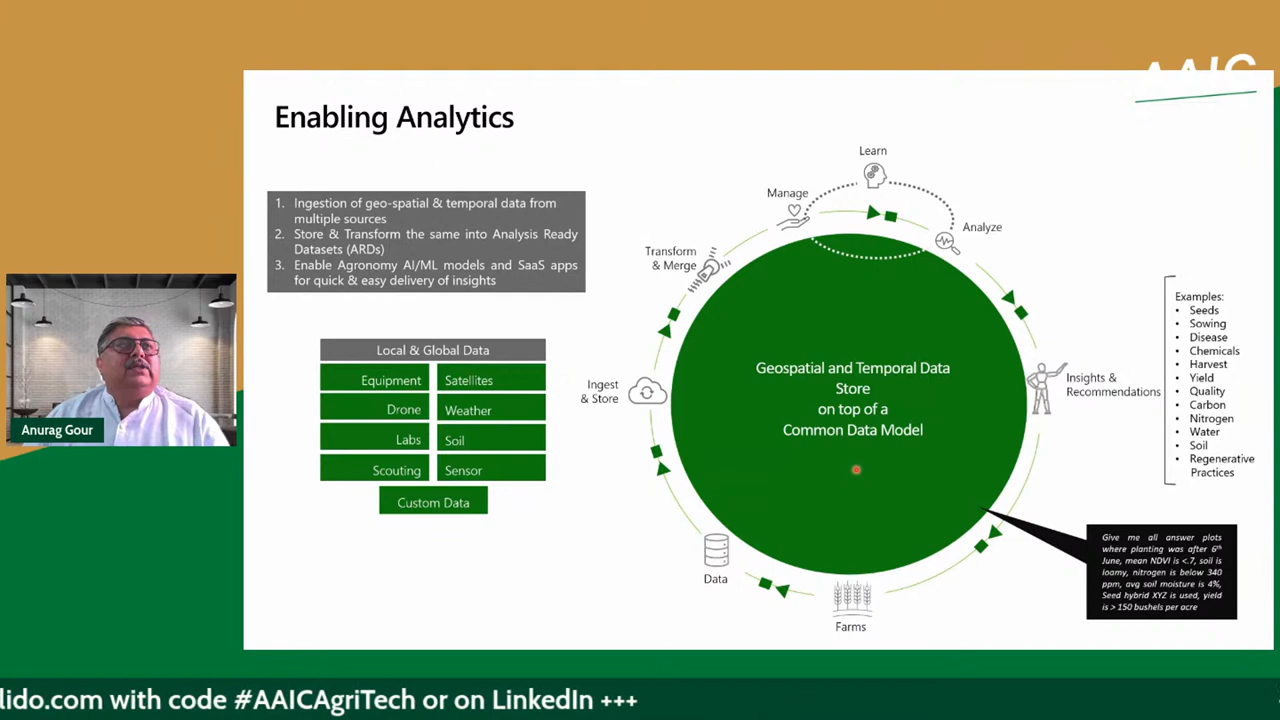 AAIC
Enabling Analytics
1. Ingestion of geo-spatial & temporal data from
multiple sources
2. Store & Transform the same into Analysis Ready
Datasets (ARDs)
3. Enable Agronomy AI/ML models and SaaS apps
for quick & easy delivery of insights
Local & Global Data
Equipment Satellites
Drone Weather
Labs Soil
Scouting Sensor
Custom Data
Anurag Gour
Learn
Manage
Analyze
Transform
& Merge
Ingest
& Store
Data
Farms
Insights &
Recommendations
Geospatial and Temporal Data
Store
on top of a
Common Data Model
Examples:
• Seeds
• Sowing
• Disease
• Chemicals
• Harvest
• Yield
• Quality
• Carbon
• Nitrogen
• Water
• Soil
• Regenerative
Practices
Give me all answer plots
where planting was after 6th
June, mean NDVI is <.7, soil is
loamy, nitrogen is below 340
ppm, avg soil moisture is 4%,
Seed hybrid XYZ is used, yield
is > 150 bushels per acre
lido.com with code #AAICAgriTech or on LinkedIn +++